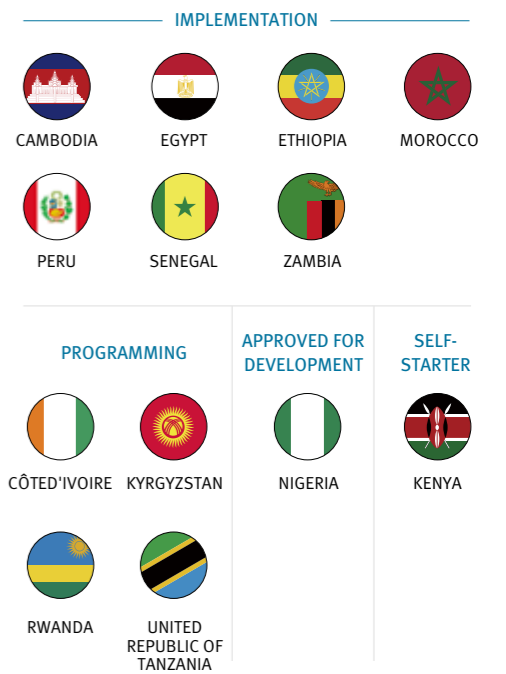 IMPLEMENTATION
CAMBODIA
EGYPT
ETHIOPIA
MOROCCO
PERU
SENEGAL
ZAMBIA
PROGRAMMING
APPROVED FOR
DEVELOPMENT
SELF-
STARTER
CÔTED'IVOIRE
KYRGYZSTAN
NIGERIA
KENYA
RWANDA
UNITED
REPUBLIC OF
TANZANIA